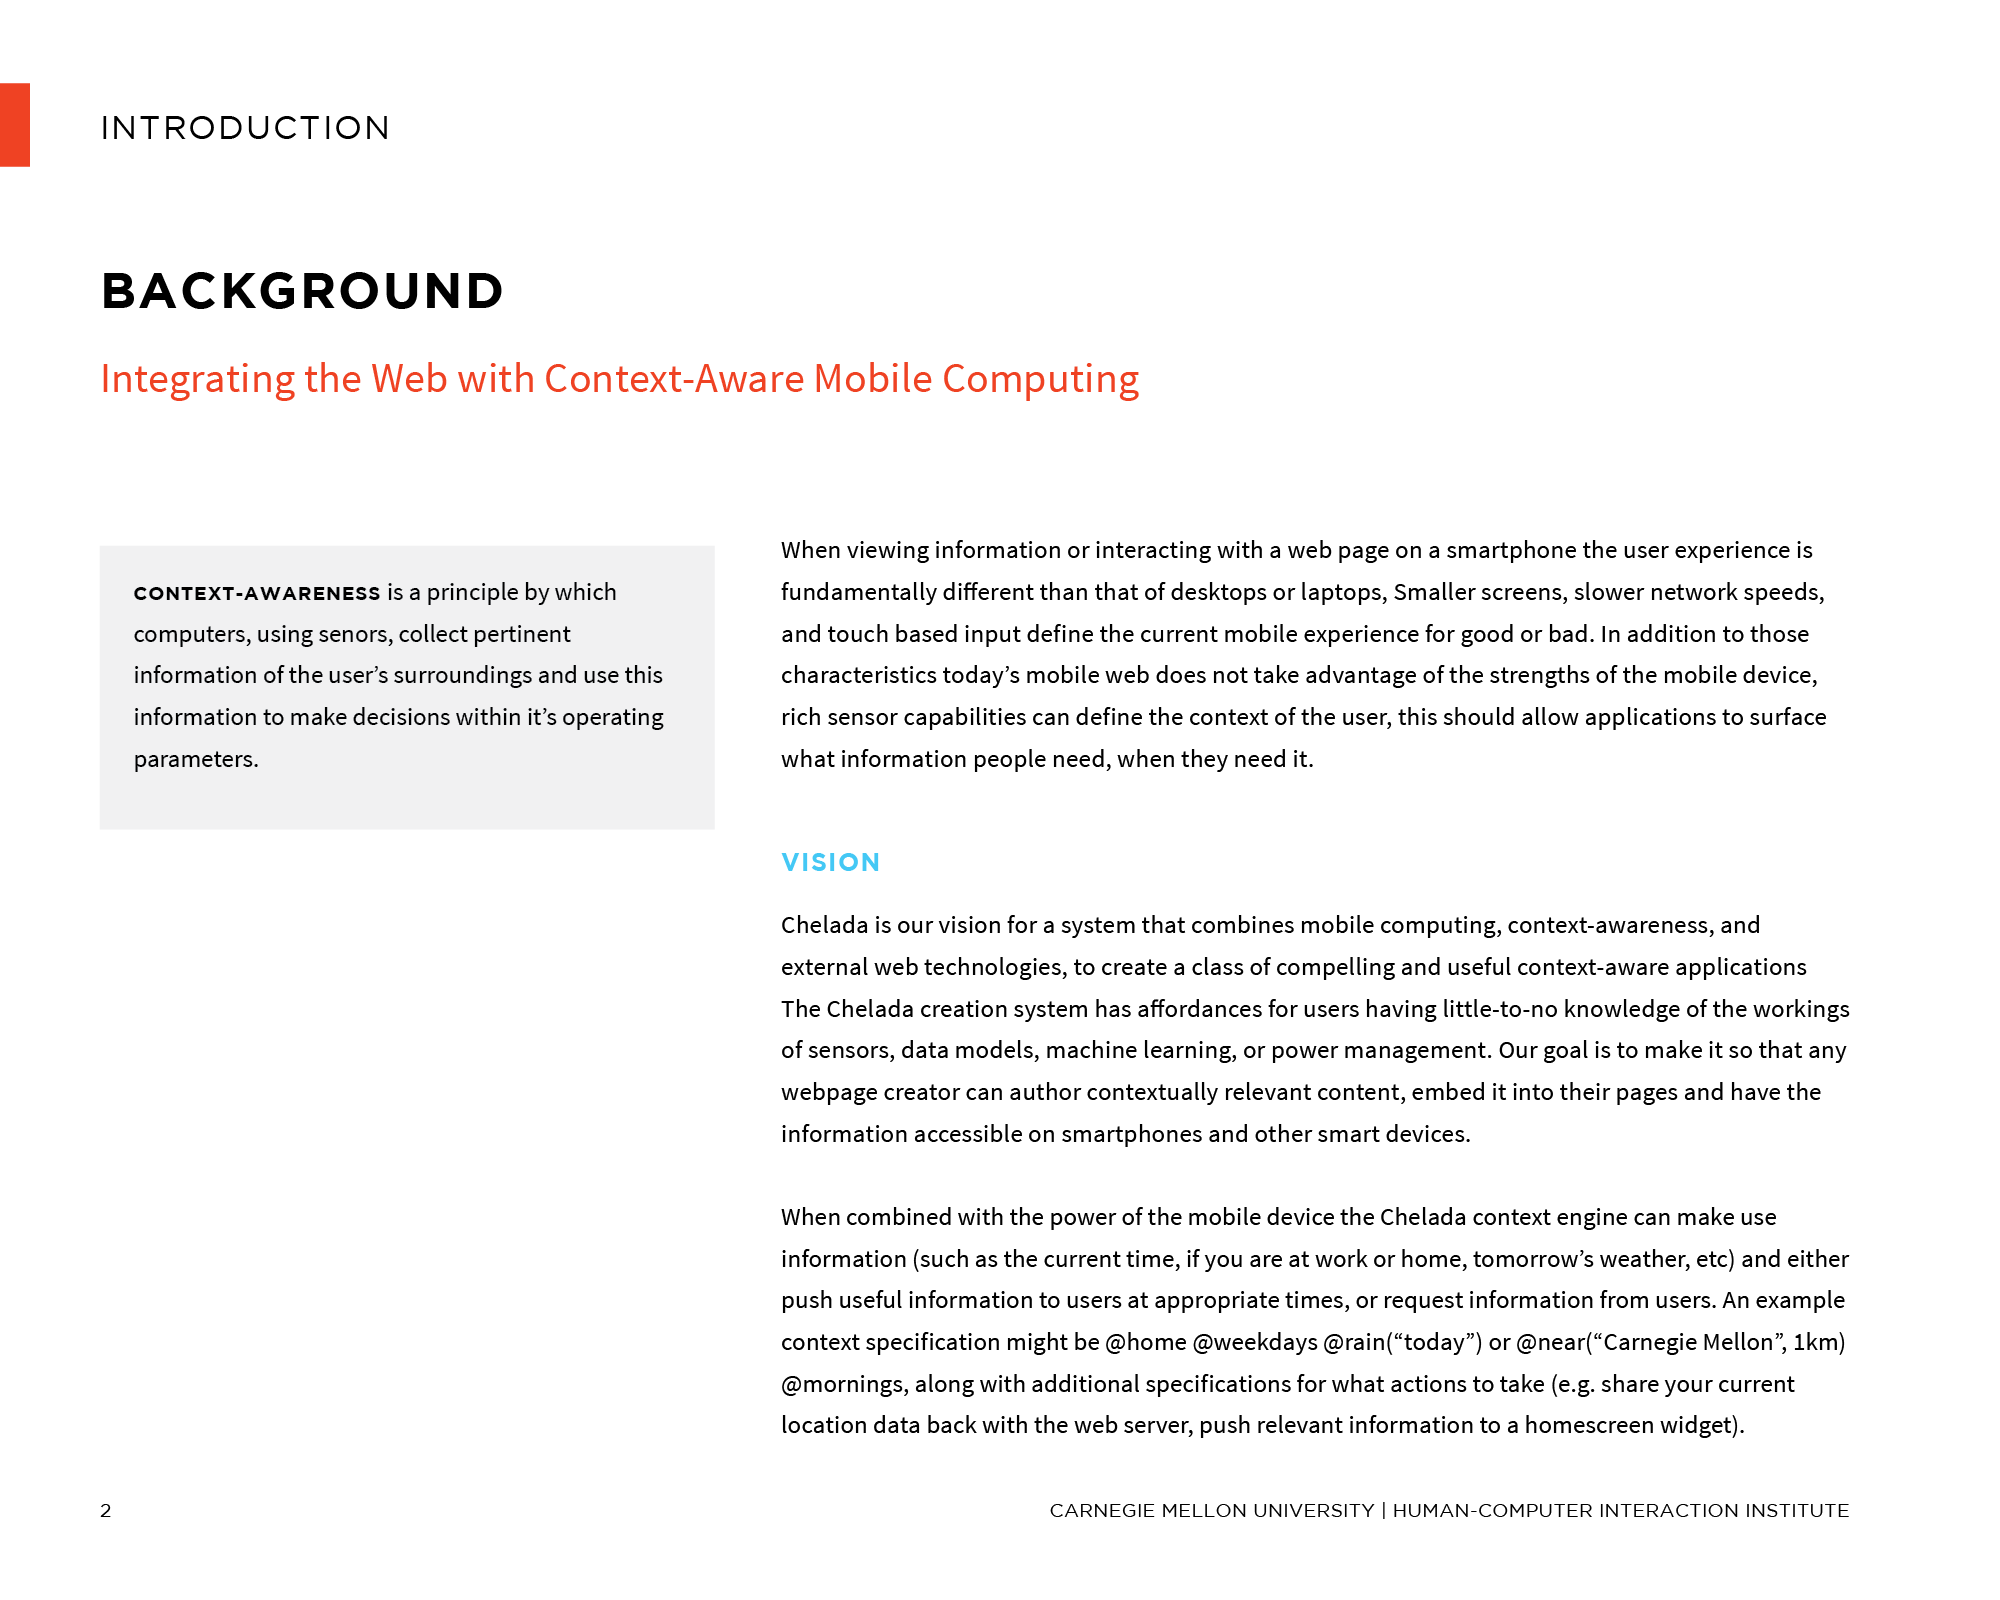 INTRODUCTION
BACKGROUND
Integrating the Web with Context-Aware Mobile Computing
CONTEXT-AWARENESS is a principle by which
computers, using senors, collect pertinent
information of the user’s surroundings and use this
information to make decisions within it’s operating
parameters.
When viewing information or interacting with a web page on a smartphone the user experience is
fundamentally different than that of desktops or laptops, Smaller screens, slower network speeds,
and touch based input define the current mobile experience for good or bad. In addition to those
characteristics today’s mobile web does not take advantage of the strengths of the mobile device,
rich sensor capabilities can define the context of the user, this should allow applications to surface
what information people need, when they need it.
VISION
Chelada is our vision for a system that combines mobile computing, context-awareness, and
external web technologies, to create a class of compelling and useful context-aware applications
The Chelada creation system has affordances for users having little-to-no knowledge of the workings
of sensors, data models, machine learning, or power management. Our goal is to make it so that any
webpage creator can author contextually relevant content, embed it into their pages and have the
information accessible on smartphones and other smart devices.
When combined with the power of the mobile device the Chelada context engine can make use
information (such as the current time, if you are at work or home, tomorrow’s weather, etc) and either
push useful information to users at appropriate times, or request information from users. An example
context specification might be @home @weekdays @rain(“today”) or @near(“Carnegie Mellon”, 1km)
@mornings, along with additional specifications for what actions to take (e.g. share your current
location data back with the web server, push relevant information to a homescreen widget).
2
CARNEGIE MELLON UNIVERSITY | HUMAN-COMPUTER INTERACTION INSTITUTE